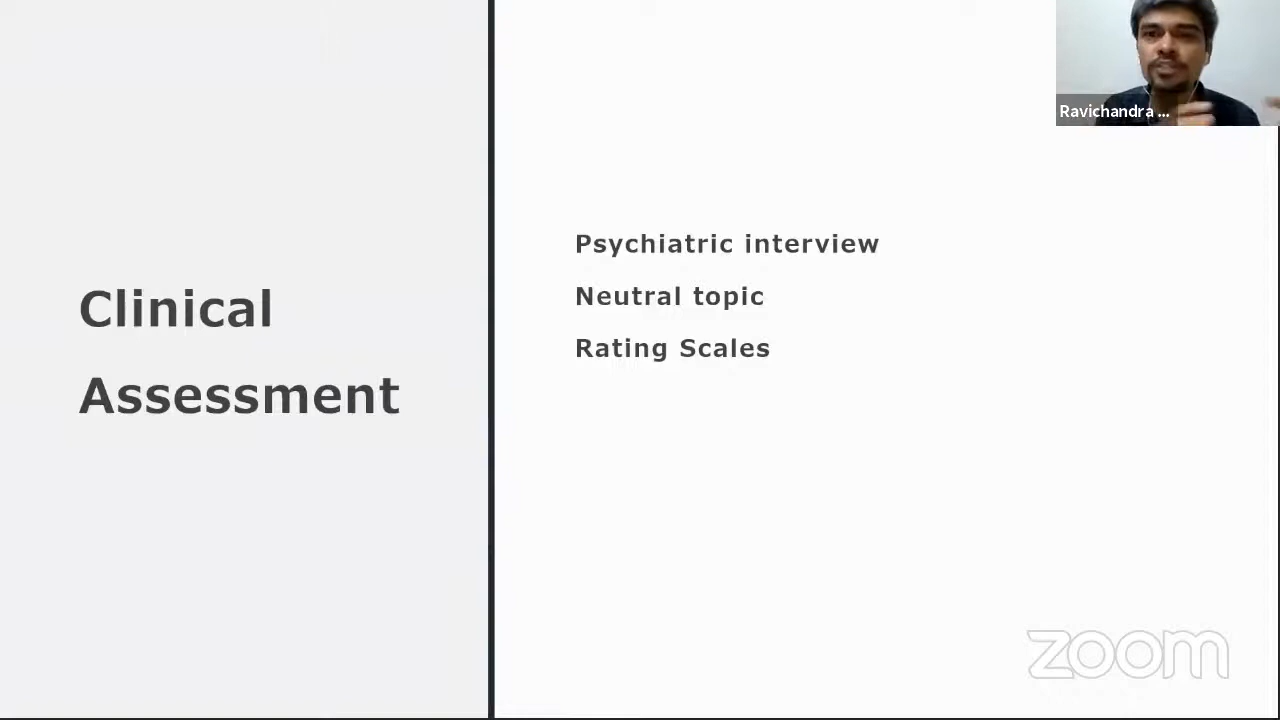 Clinical
Assessment
Psychiatric interview
Neutral topic
Rating Scales
Ravichandra ...
zoom